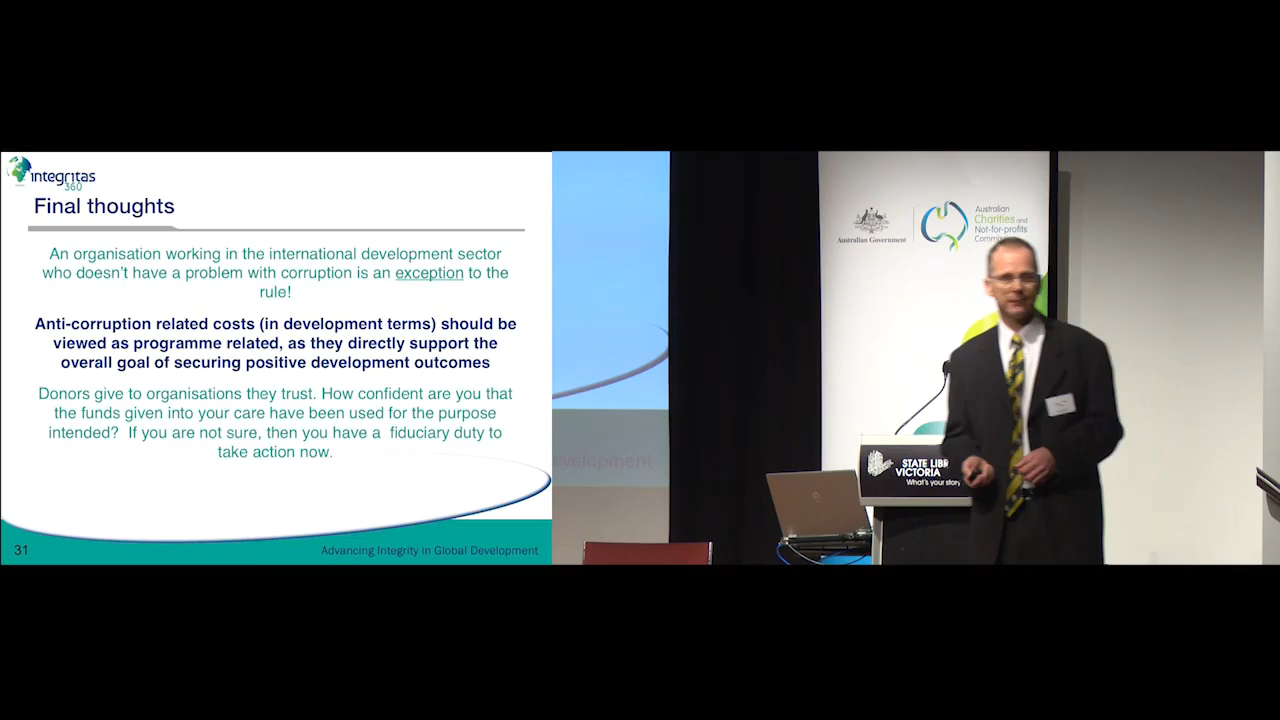 integritas
360
Final thoughts
An organisation working in the international development sector
who doesn't have a problem with corruption is an exception to the
rule!
Anti-corruption related costs (in development terms) should be
viewed as programme related, as they directly support the
overall goal of securing positive development outcomes
Donors give to organisations they trust. How confident are you that
the funds given into your care have been used for the purpose
intended? If you are not sure, then you have a fiduciary duty to
take action now.
31
Advancing Integrity in Global Development
Australian Government
Australian
Charities and
Not-for-profits
STATE LIB
VICTORIA
What's your story